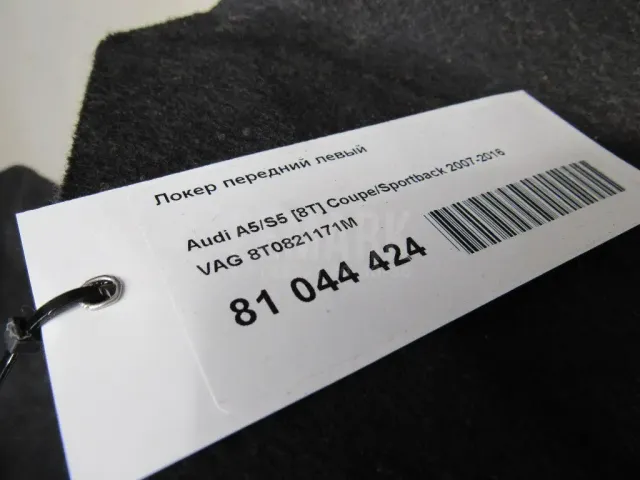 Локер передний левый
Audi A5/S5 [8T] Coupe/Sportback 2007-2016
VAG 8T0821171M
81 044 424